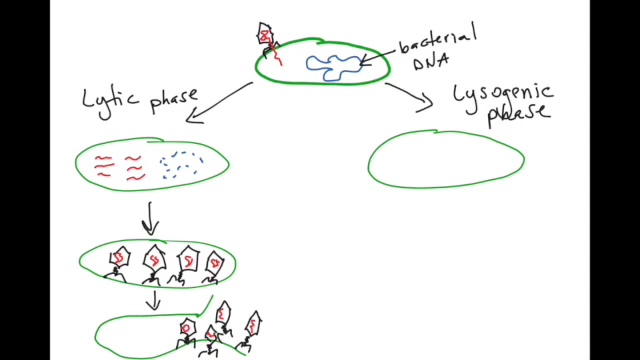 bacterial
DNA
Lytic phase
Lysogenic
phase